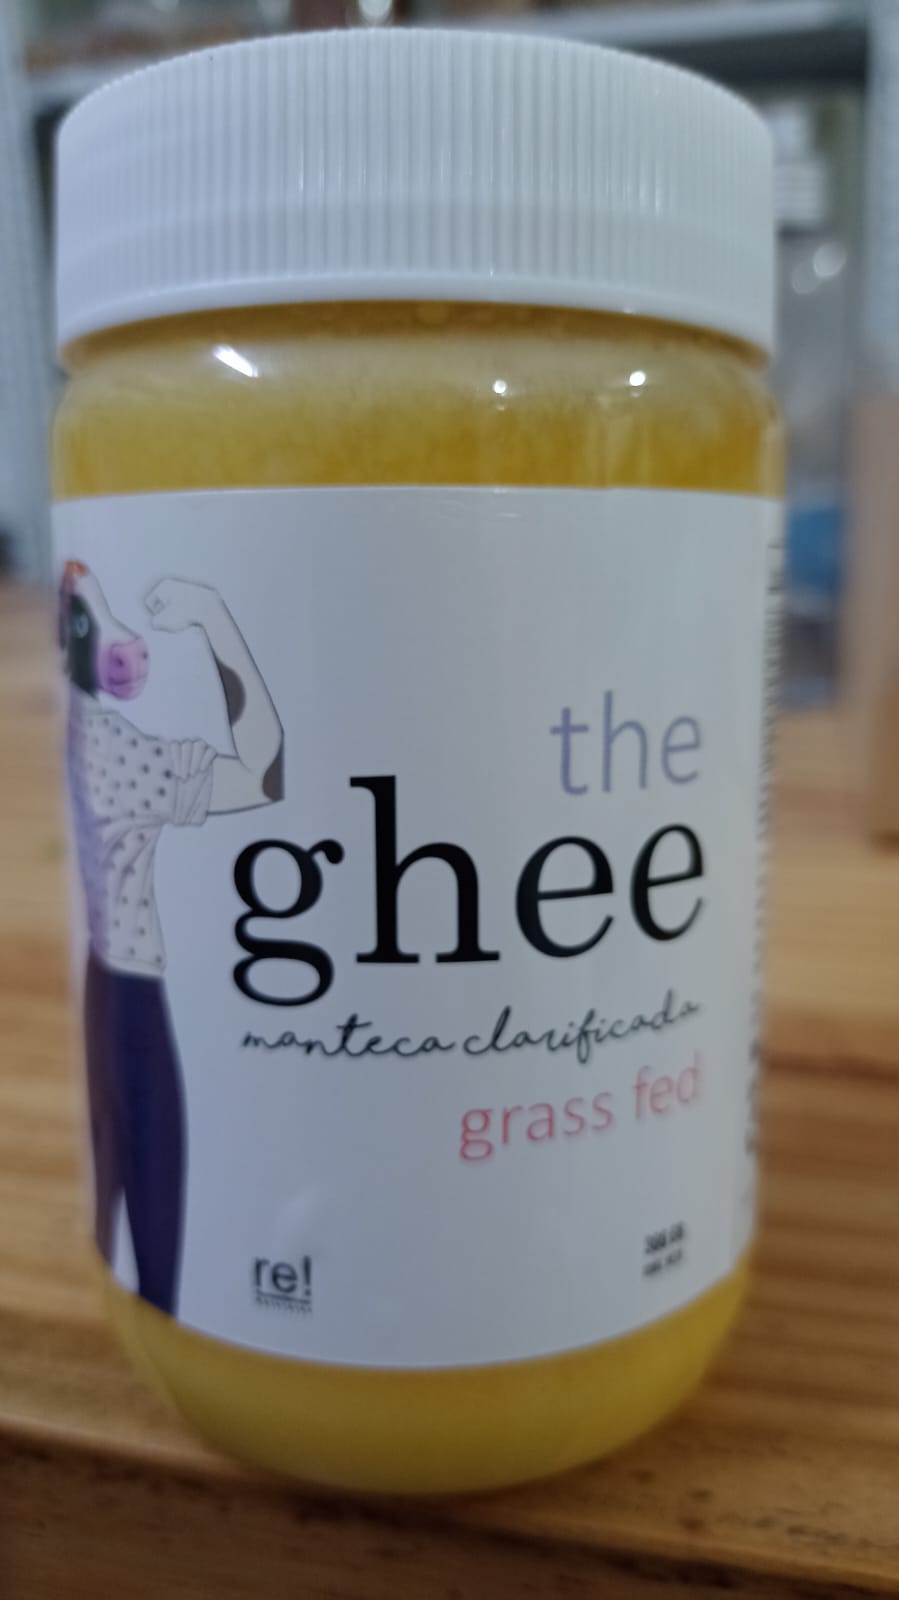 the
ghee
manteca clarificada
grass fed
re!